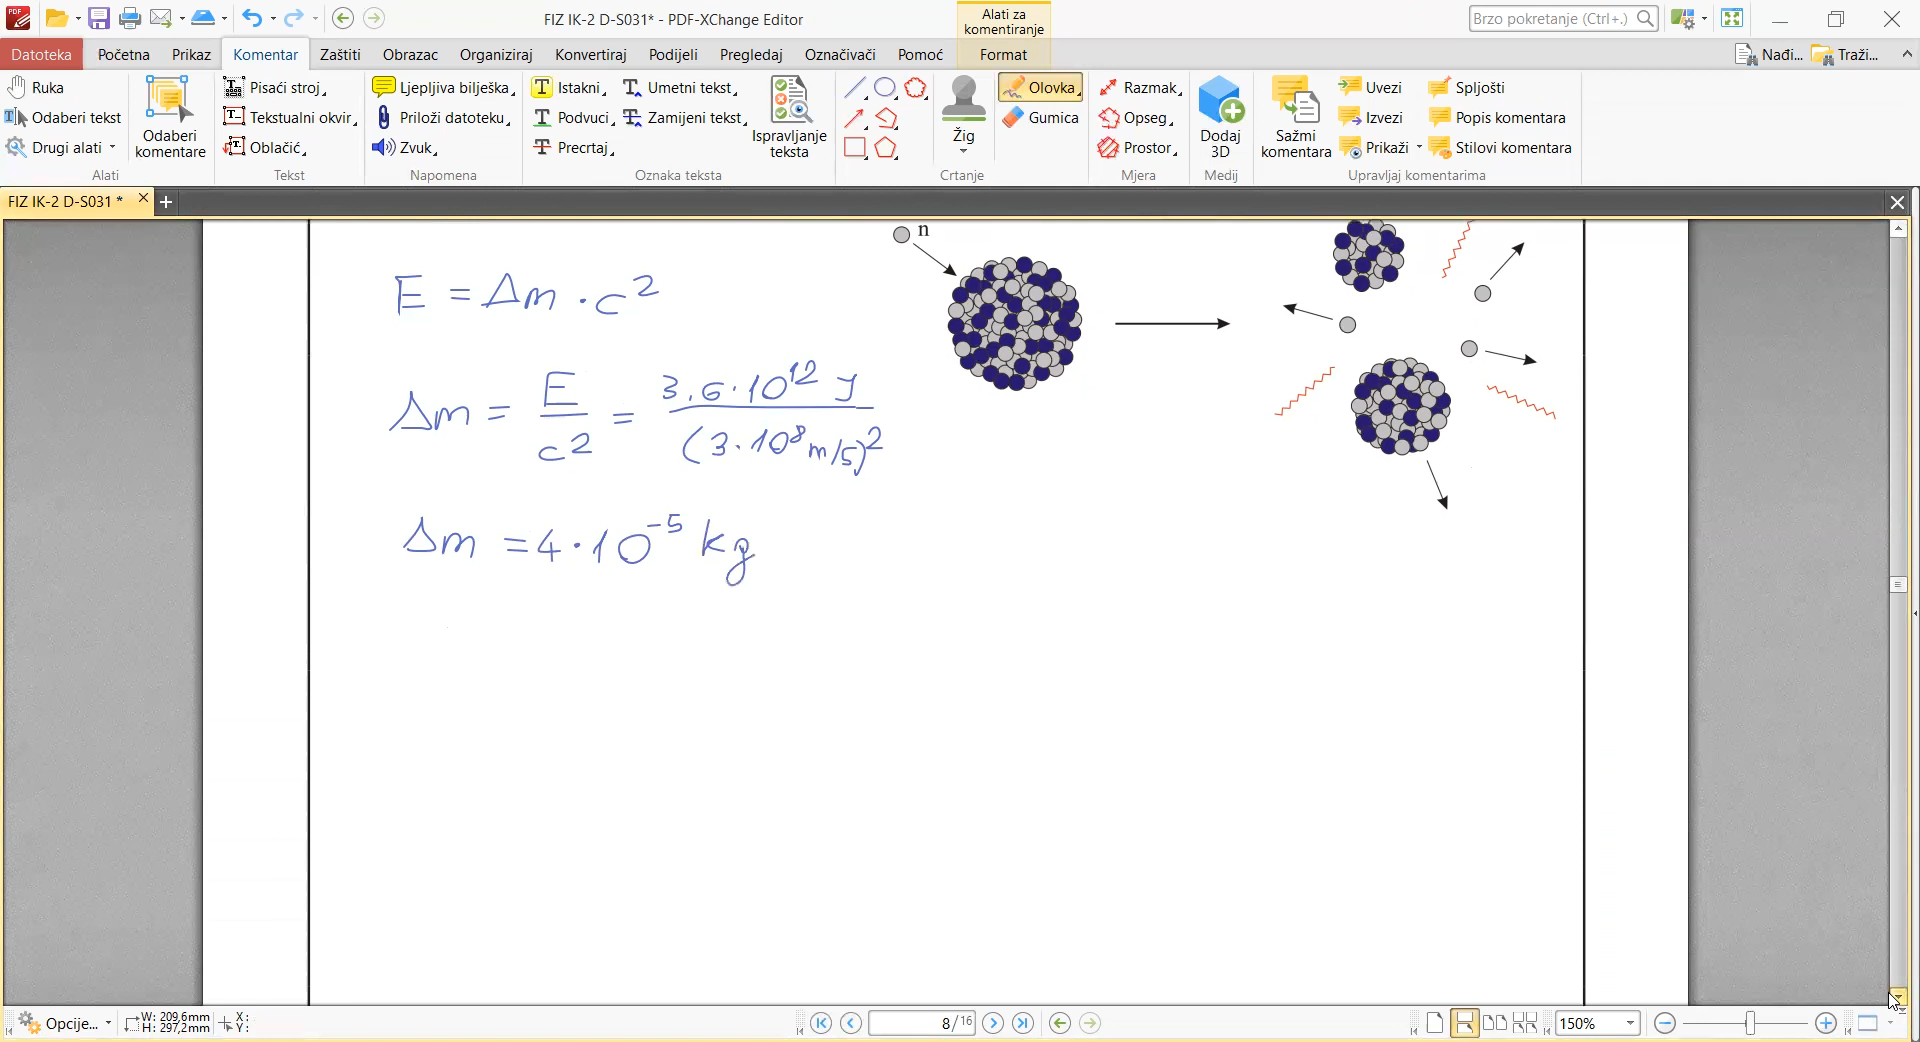 FIZ IK-2 D-S031* - PDF-XChange Editor
Alati za komentiranje
Brzo pokretanje (Ctrl+.)
Datoteka Početna Prikaz Komentar Zaštiti Obrazac Organiziraj Konvertiraj Podijeli Pregledaj Označivači Pomoć Format Nađi... Traži...
Ruka
Odaberi tekst
Drugi alati
Odaberi komentare
Alati
Pisaći stroj
Tekstualni okvir
Oblačić
Tekst
Ljepljiva bilješka
Priloži datoteku
Zvuk
Napomena
Istakni
Podvuci
Precrtaj
Umetni tekst
Zamijeni tekst
Ispravljanje teksta
Oznaka teksta
Žig
Olovka
Gumica
Crtanje
Razmak
Opseg
Prostor
Mjera
Dodaj 3D
Medij
Sažmi komentara
Uvezi
Izvezi
Prikaži
Spljošti
Popis komentara
Stilovi komentara
Upravljaj komentarima
FIZ IK-2 D-S031 *
n
E = Δm · c²
Δm = E / c² = 3.6·10¹² J / (3·10⁸ m/s)²
Δm = 4·10⁻⁵ kg
Opcije...
W: 209,6mm
H: 297,2mm
X:
Y:
8 / 16
150%